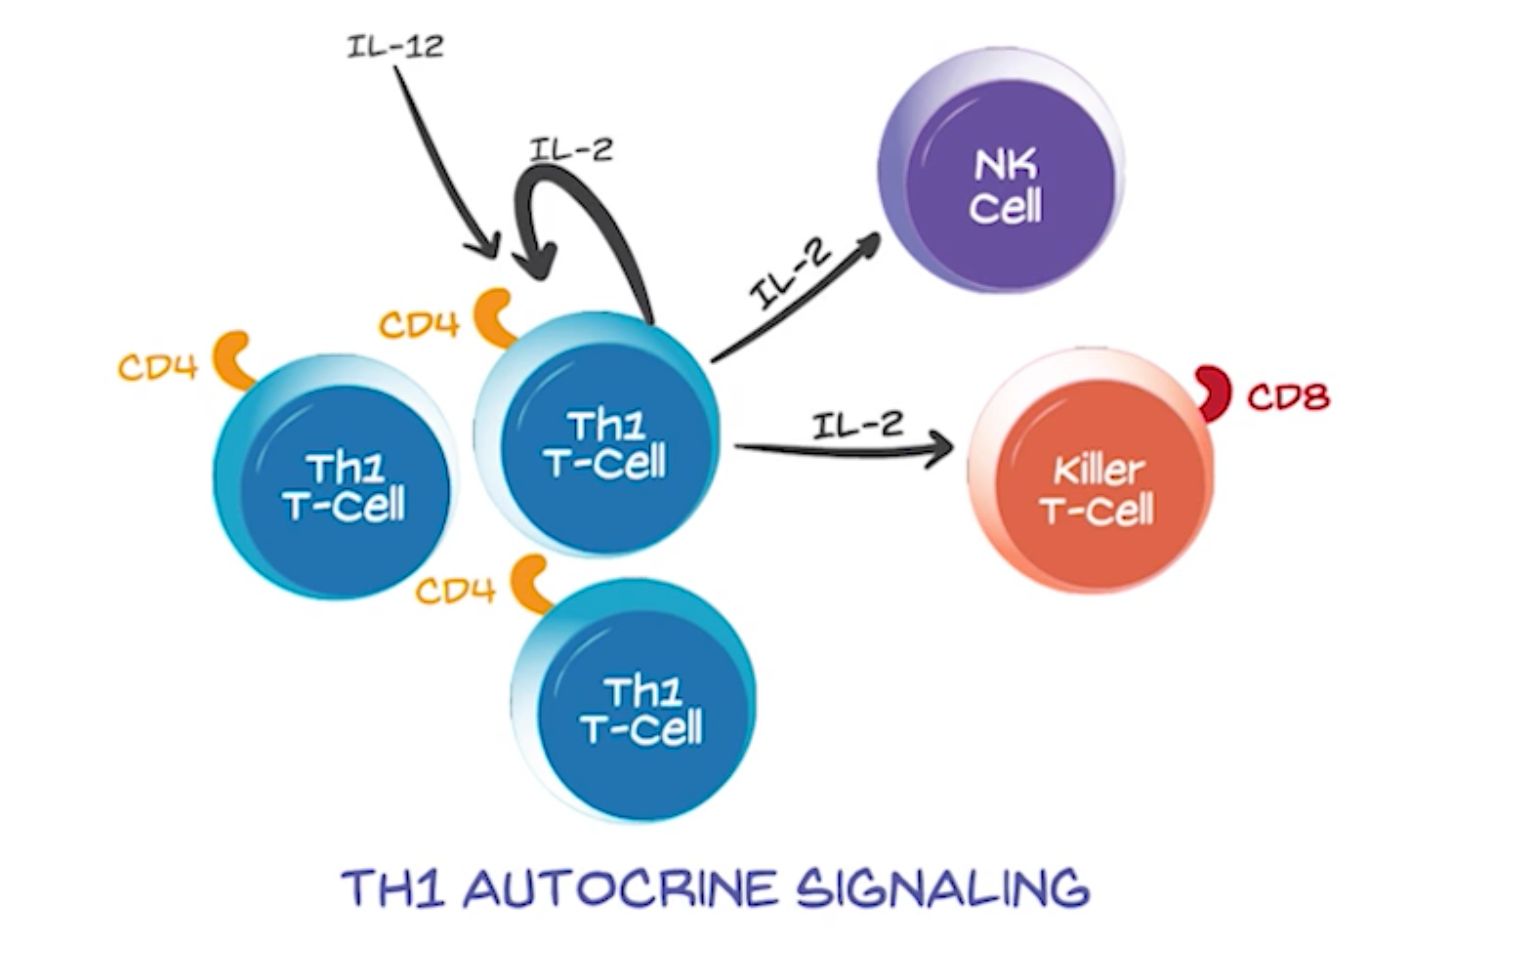 IL-12
IL-2
NK
Cell
IL-2
CD4
CD4
Th1
T-Cell
Th1
T-Cell
IL-2
Killer
T-Cell
CD8
CD4
Th1
T-Cell
TH1 AUTOCRINE SIGNALING